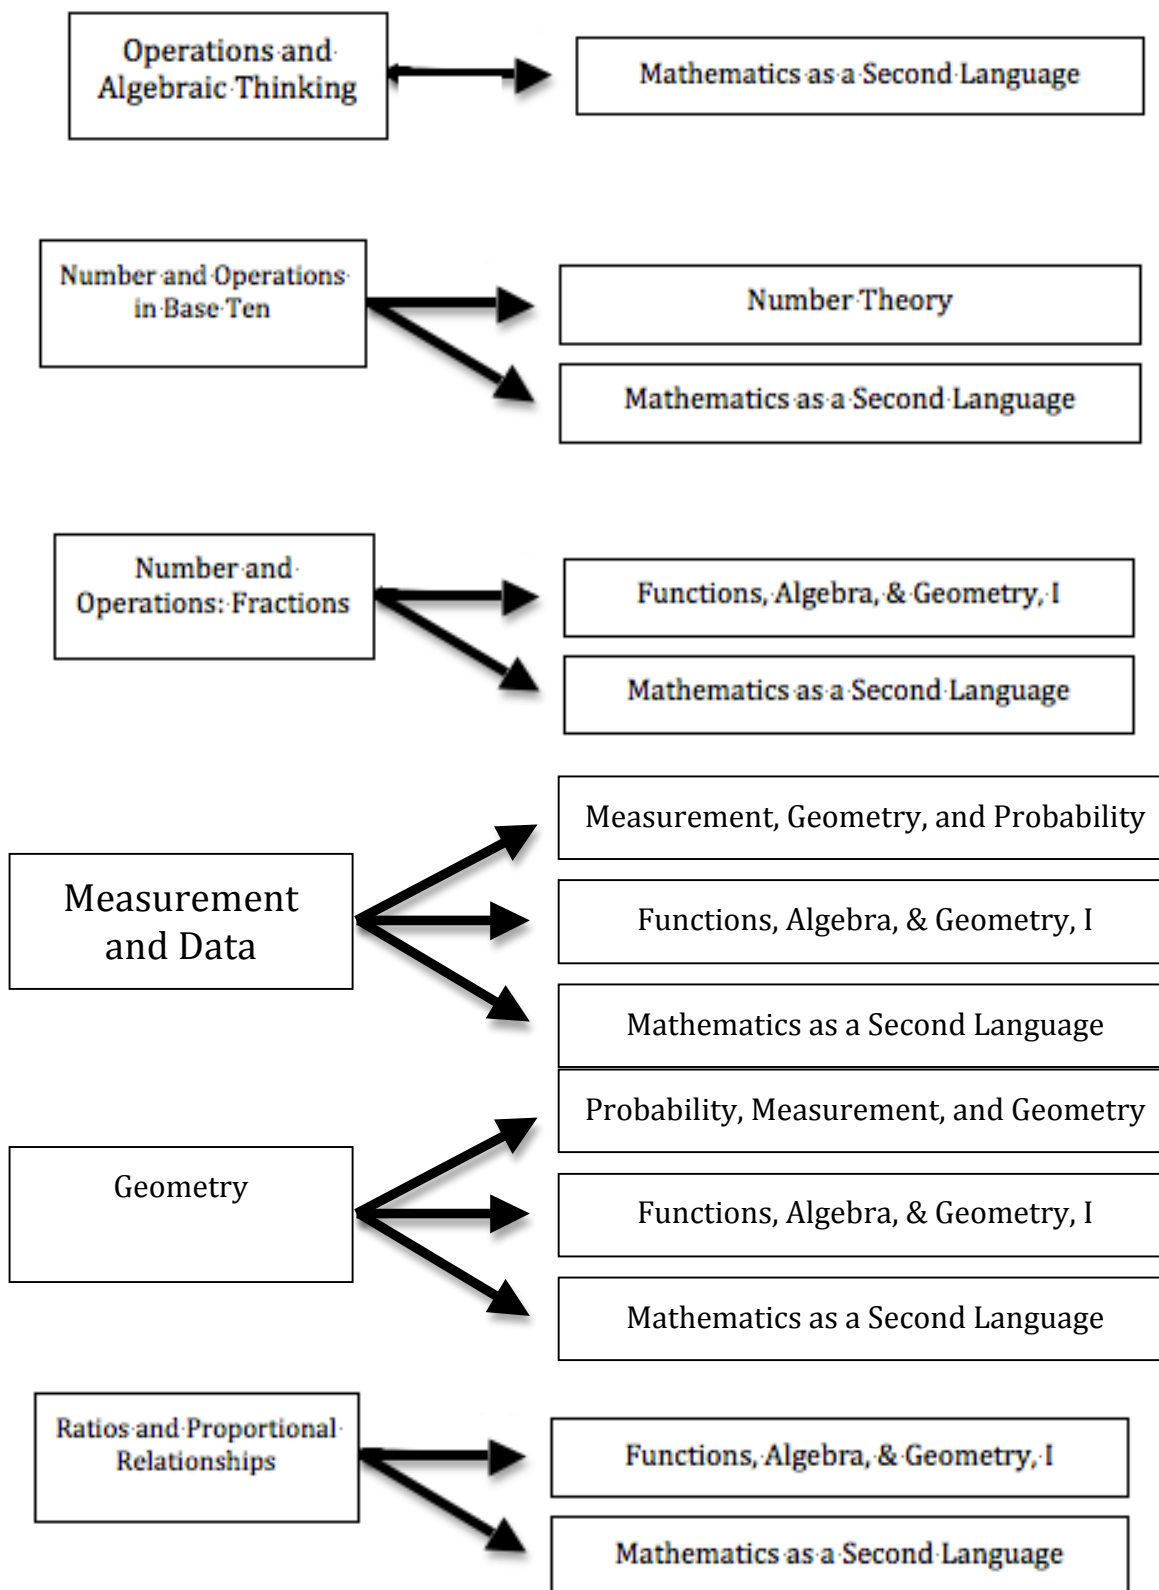 Operations and
Algebraic Thinking
Mathematics as a Second Language
Number and Operations
in Base Ten
Number Theory
Mathematics as a Second Language
Number and
Operations: Fractions
Functions, Algebra, & Geometry, I
Mathematics as a Second Language
Measurement
and Data
Measurement, Geometry, and Probability
Functions, Algebra, & Geometry, I
Mathematics as a Second Language
Geometry
Probability, Measurement, and Geometry
Functions, Algebra, & Geometry, I
Mathematics as a Second Language
Ratios and Proportional
Relationships
Functions, Algebra, & Geometry, I
Mathematics as a Second Language